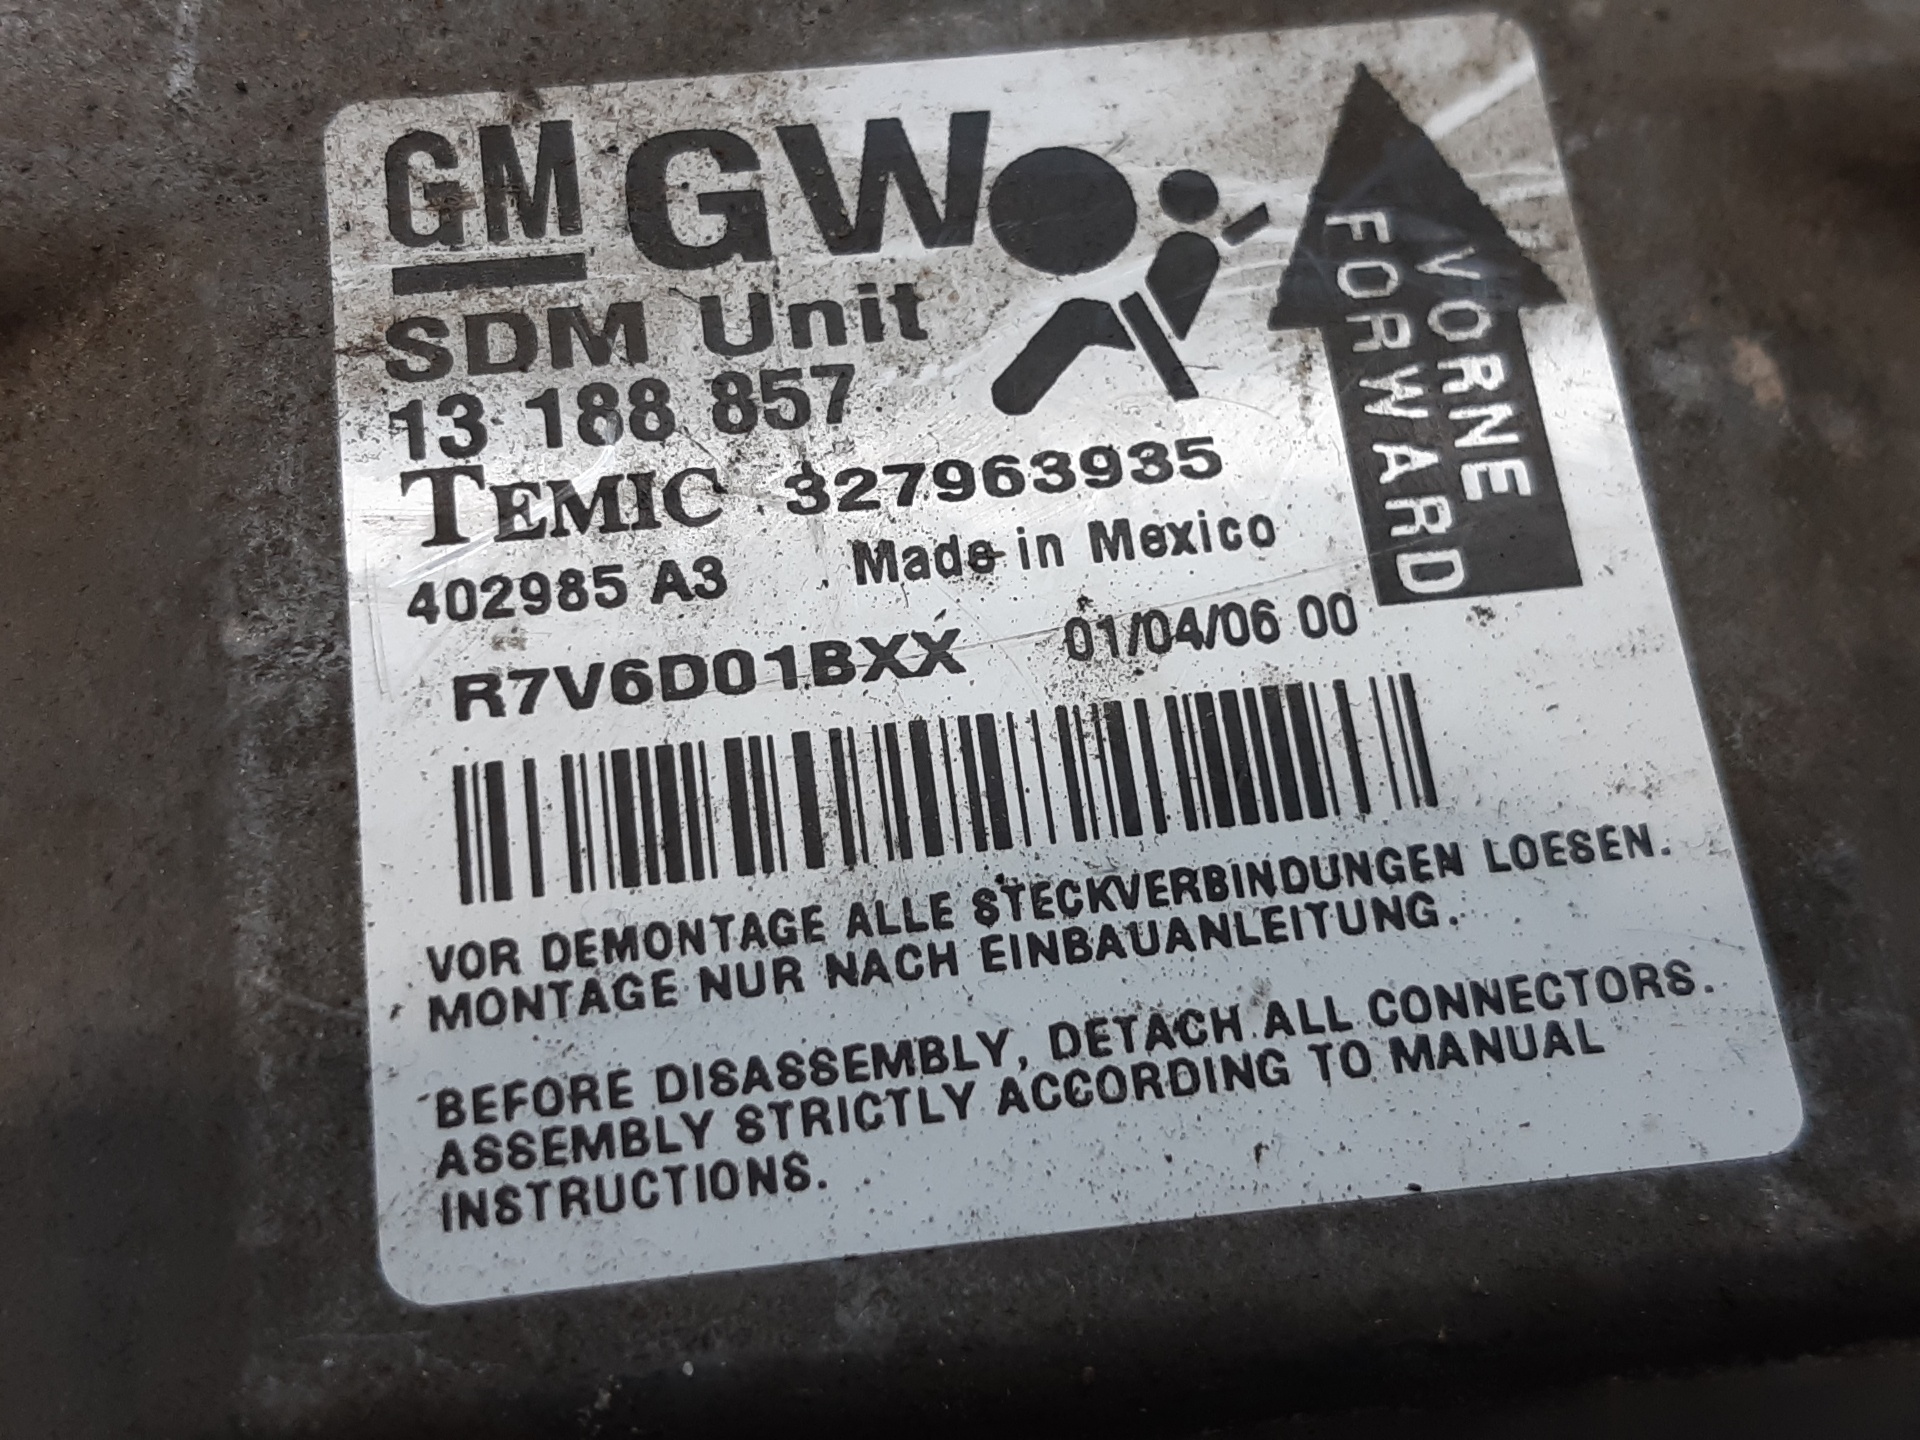 GM GW
SDM Unit
13 188 857
TEMIC 327963935
402985 A3 Made in Mexico
R7V6D01BXX 01/04/06 00
VORNE
FORWARD
VOR DEMONTAGE ALLE STECKVERBINDUNGEN LOESEN.
MONTAGE NUR NACH EINBAUANLEITUNG.
BEFORE DISASSEMBLY, DETACH ALL CONNECTORS.
ASSEMBLY STRICTLY ACCORDING TO MANUAL
INSTRUCTIONS.